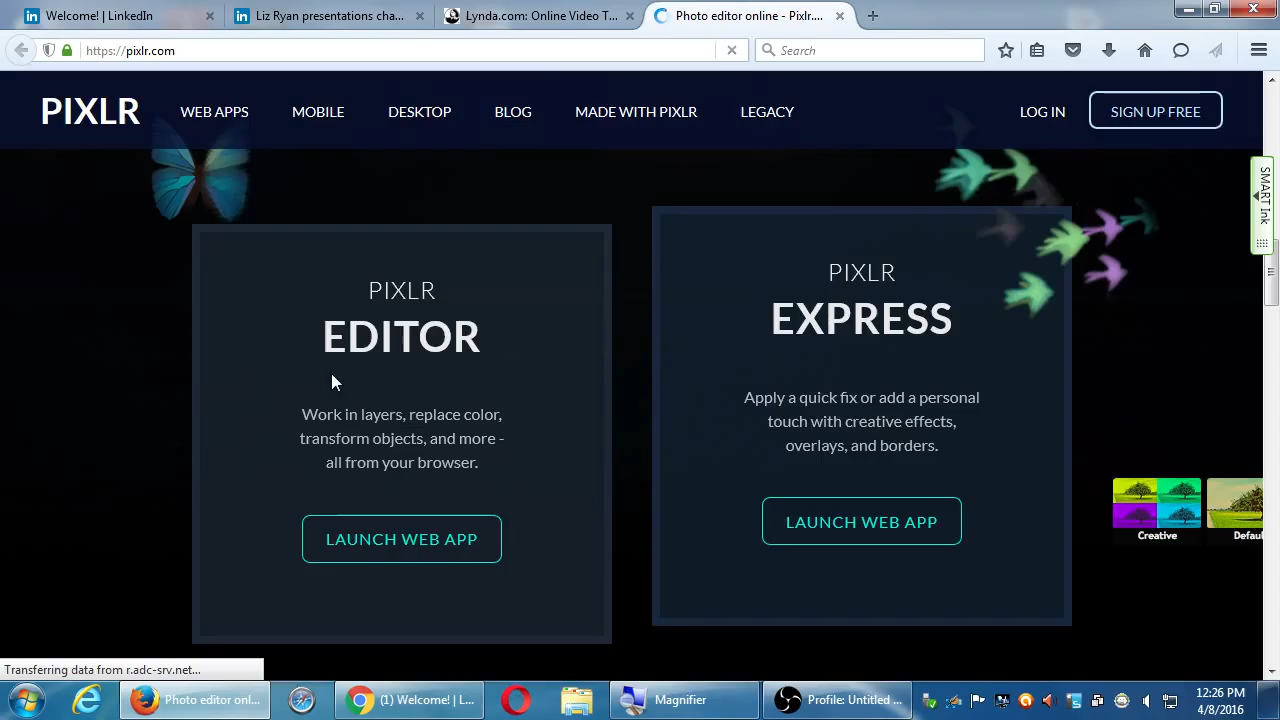 Welcome! | LinkedIn
Liz Ryan presentations cha...
Lynda.com: Online Video T...
Photo editor online - Pixlr....
https://pixlr.com
Search
PIXLR
WEB APPS
MOBILE
DESKTOP
BLOG
MADE WITH PIXLR
LEGACY
LOG IN
SIGN UP FREE
SMART Ink
PIXLR
EDITOR
Work in layers, replace color,
transform objects, and more -
all from your browser.
LAUNCH WEB APP
PIXLR
EXPRESS
Apply a quick fix or add a personal
touch with creative effects,
overlays, and borders.
LAUNCH WEB APP
Creative
Defau
Transferring data from r.adc-srv.net...
Photo editor onl...
(1) Welcome! | L...
Magnifier
Profile: Untitled ...
12:26 PM
4/8/2016